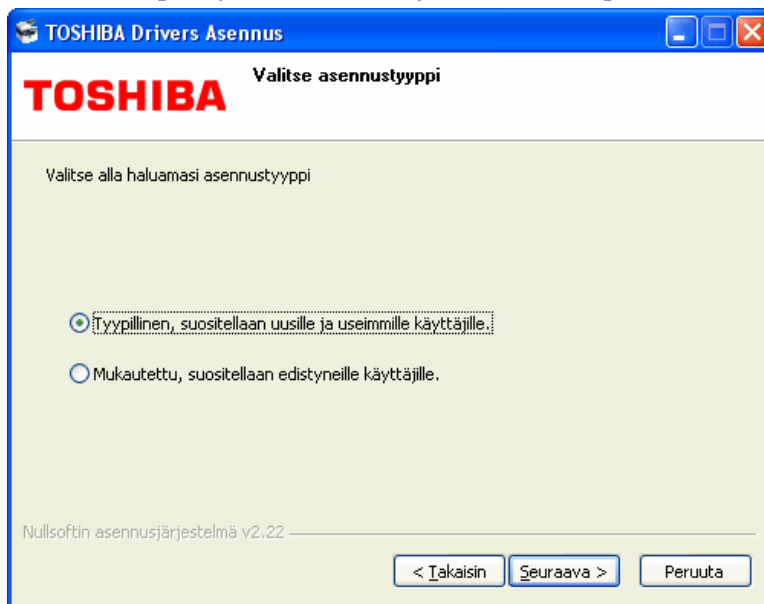 TOSHIBA Drivers Asennus
TOSHIBA
Valitse asennustyyppi
Valitse alla haluamasi asennustyyppi
Tyypillinen, suositellaan uusille ja useimmille käyttäjille.
Mukautettu, suositellaan edistyneille käyttäjille.
Nullsoftin asennusjärjestelmä v2.22
< Takaisin
Seuraava >
Peruuta